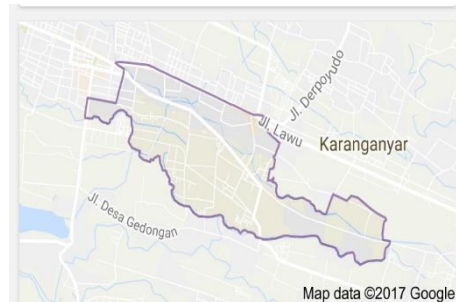 Jl. Derpoyudo
Jl. Lawu
Karanganyar
Jl. Desa Gedongan
Map data ©2017 Google